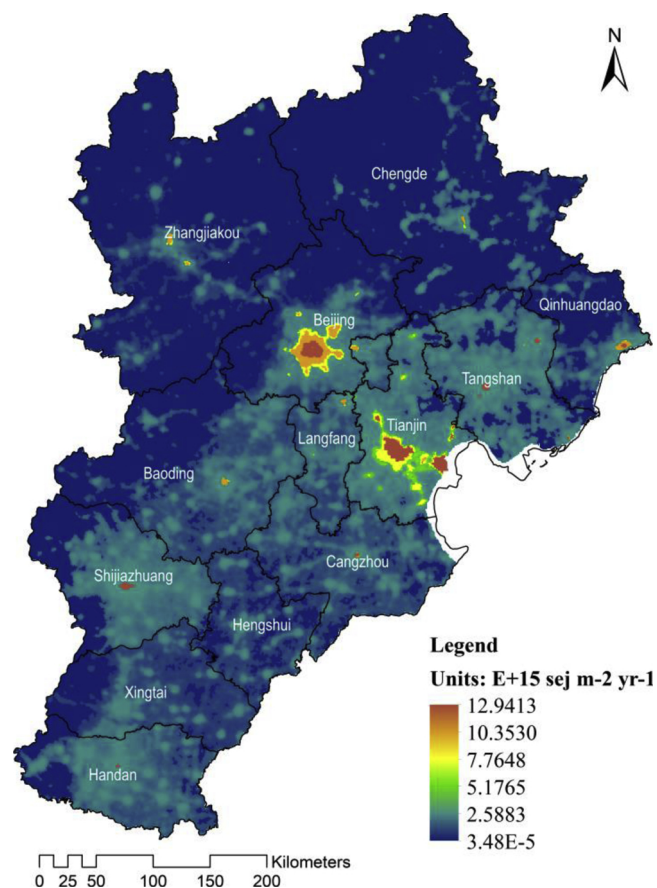 N
Chengde
Zhangjiakou
Qinhuangdao
Beijing
Tangshan
Tianjin
Langfang
Baoding
Cangzhou
Shijiazhuang
Hengshui
Xingtai
Handan
Legend
Units: E+15 sej m-2 yr-1
12.9413
10.3530
7.7648
5.1765
2.5883
3.48E-5
Kilometers
0 25 50 100 150 200